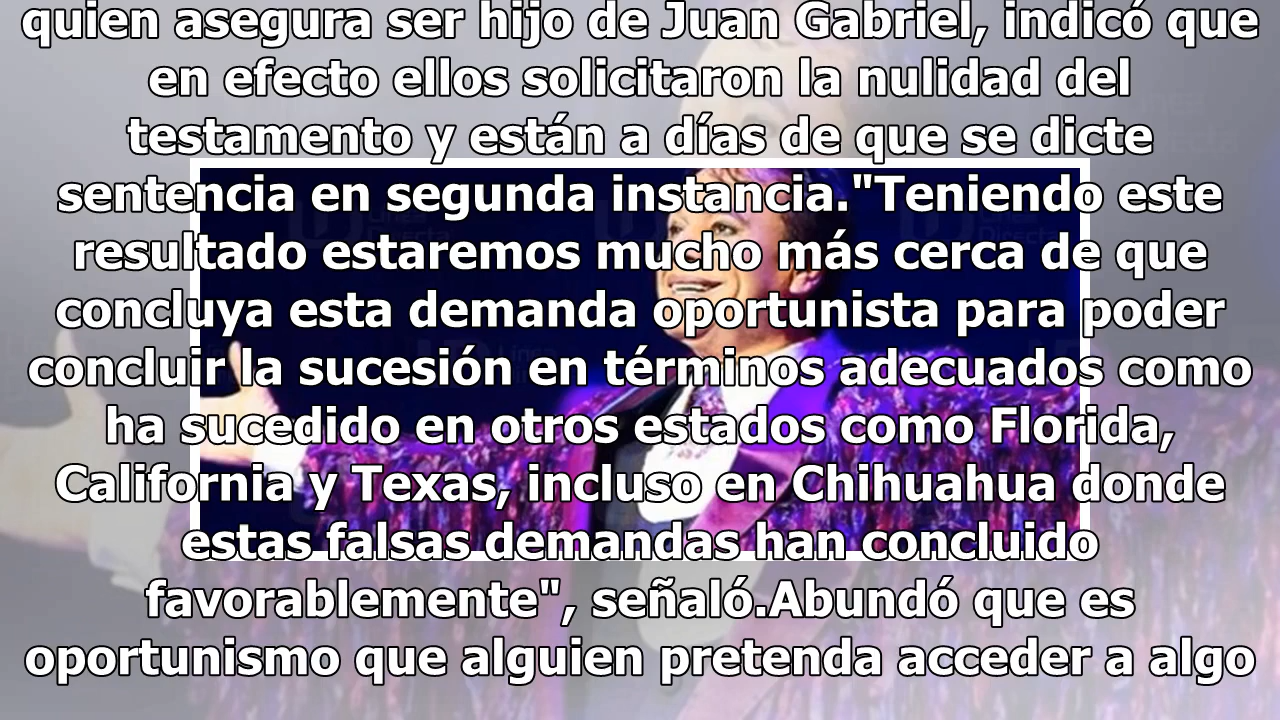 quien asegura ser hijo de Juan Gabriel, indicó que
en efecto ellos solicitaron la nulidad del
testamento y están a días de que se dicte
sentencia en segunda instancia."Teniendo este
resultado estaremos mucho más cerca de que
concluya esta demanda oportunista para poder
concluir la sucesión en términos adecuados como
ha sucedido en otros estados como Florida,
California y Texas, incluso en Chihuahua donde
estas falsas demandas han concluido
favorablemente", señaló.Abundó que es
oportunismo que alguien pretenda acceder a algo